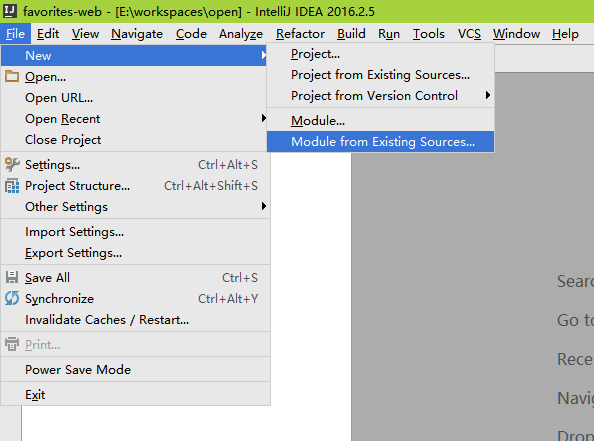 favorites-web - [E:\workspaces\open] - IntelliJ IDEA 2016.2.5
File Edit View Navigate Code Analyze Refactor Build Run Tools VCS Window Help
New
Open...
Open URL...
Open Recent
Close Project
Settings... Ctrl+Alt+S
Project Structure... Ctrl+Alt+Shift+S
Other Settings
Import Settings...
Export Settings...
Save All Ctrl+S
Synchronize Ctrl+Alt+Y
Invalidate Caches / Restart...
Print...
Power Save Mode
Exit
Project...
Project from Existing Sources...
Project from Version Control
Module...
Module from Existing Sources...
Searc
Go to
Rece
Navig
Drop